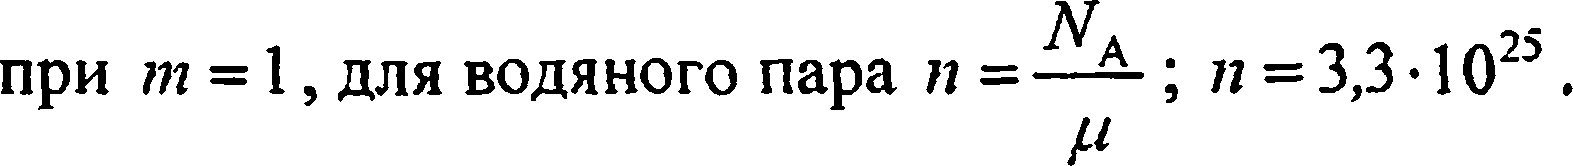 при m = 1, для водяного пара n = N_A / μ; n = 3,3·10^25.